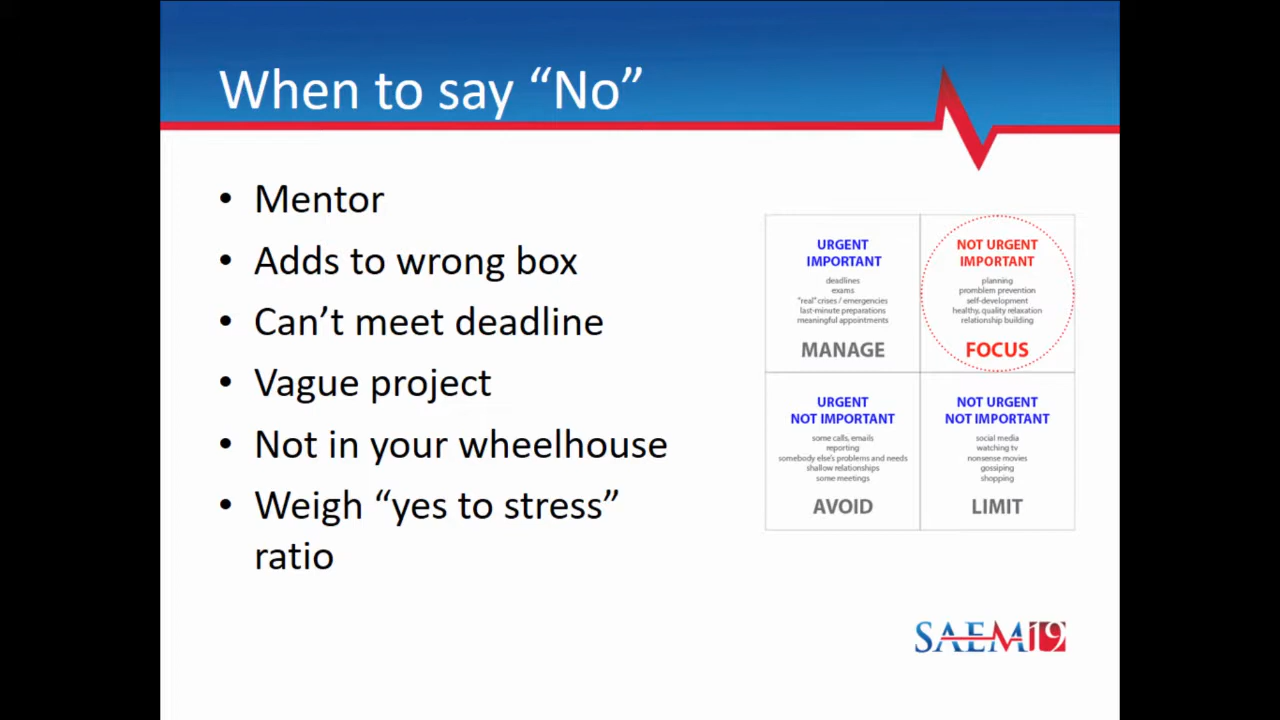 When to say “No”
• Mentor
• Adds to wrong box
• Can’t meet deadline
• Vague project
• Not in your wheelhouse
• Weigh “yes to stress”
ratio
URGENT
IMPORTANT
deadlines
exams
"real" crises / emergencies
last-minute preparations
meaningful appointments
MANAGE
NOT URGENT
IMPORTANT
planning
promblem prevention
self-development
healthy, quality relaxation
relationship building
FOCUS
URGENT
NOT IMPORTANT
some calls, emails
reporting
somebody else's problems and needs
shallow relationships
some meetings
AVOID
NOT URGENT
NOT IMPORTANT
social media
watching tv
nonsense movies
gossiping
shopping
LIMIT
SAEM19